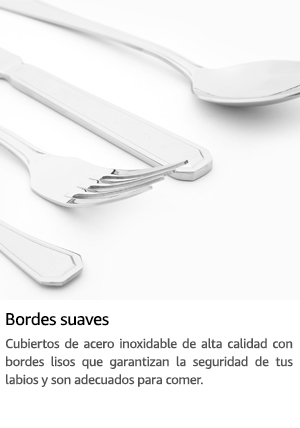 Bordes suaves
Cubiertos de acero inoxidable de alta calidad con
bordes lisos que garantizan la seguridad de tus
labios y son adecuados para comer.